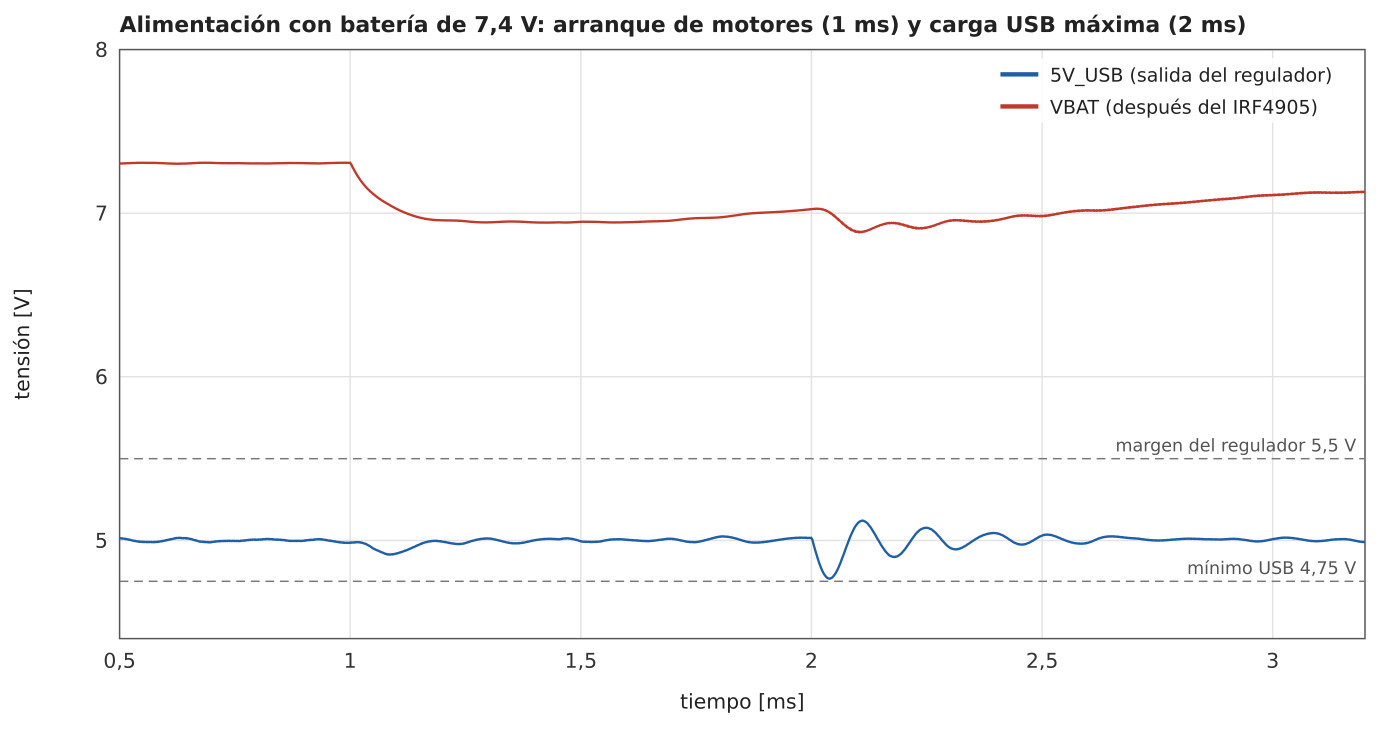 Alimentación con batería de 7,4 V: arranque de motores (1 ms) y carga USB máxima (2 ms)
8
5V_USB (salida del regulador)
VBAT (después del IRF4905)
7
tensión [V]
6
margen del regulador 5,5 V
5
mínimo USB 4,75 V
0,5
1
1,5
2
2,5
3
tiempo [ms]